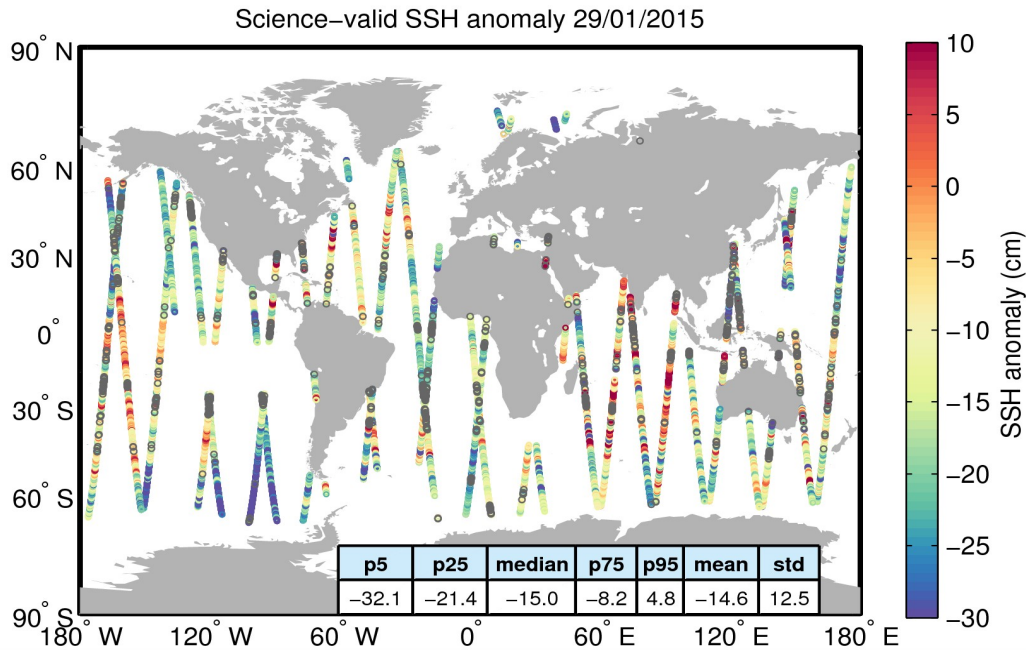 Science−valid SSH anomaly 29/01/2015
90° N
60° N
30° N
0°
30° S
60° S
90° S
180° W
120° W
60° W
0°
60° E
120° E
180° E
p5 p25 median p75 p95 mean std
−32.1 −21.4 −15.0 −8.2 4.8 −14.6 12.5
10
5
0
−5
−10
−15
−20
−25
−30
SSH anomaly (cm)